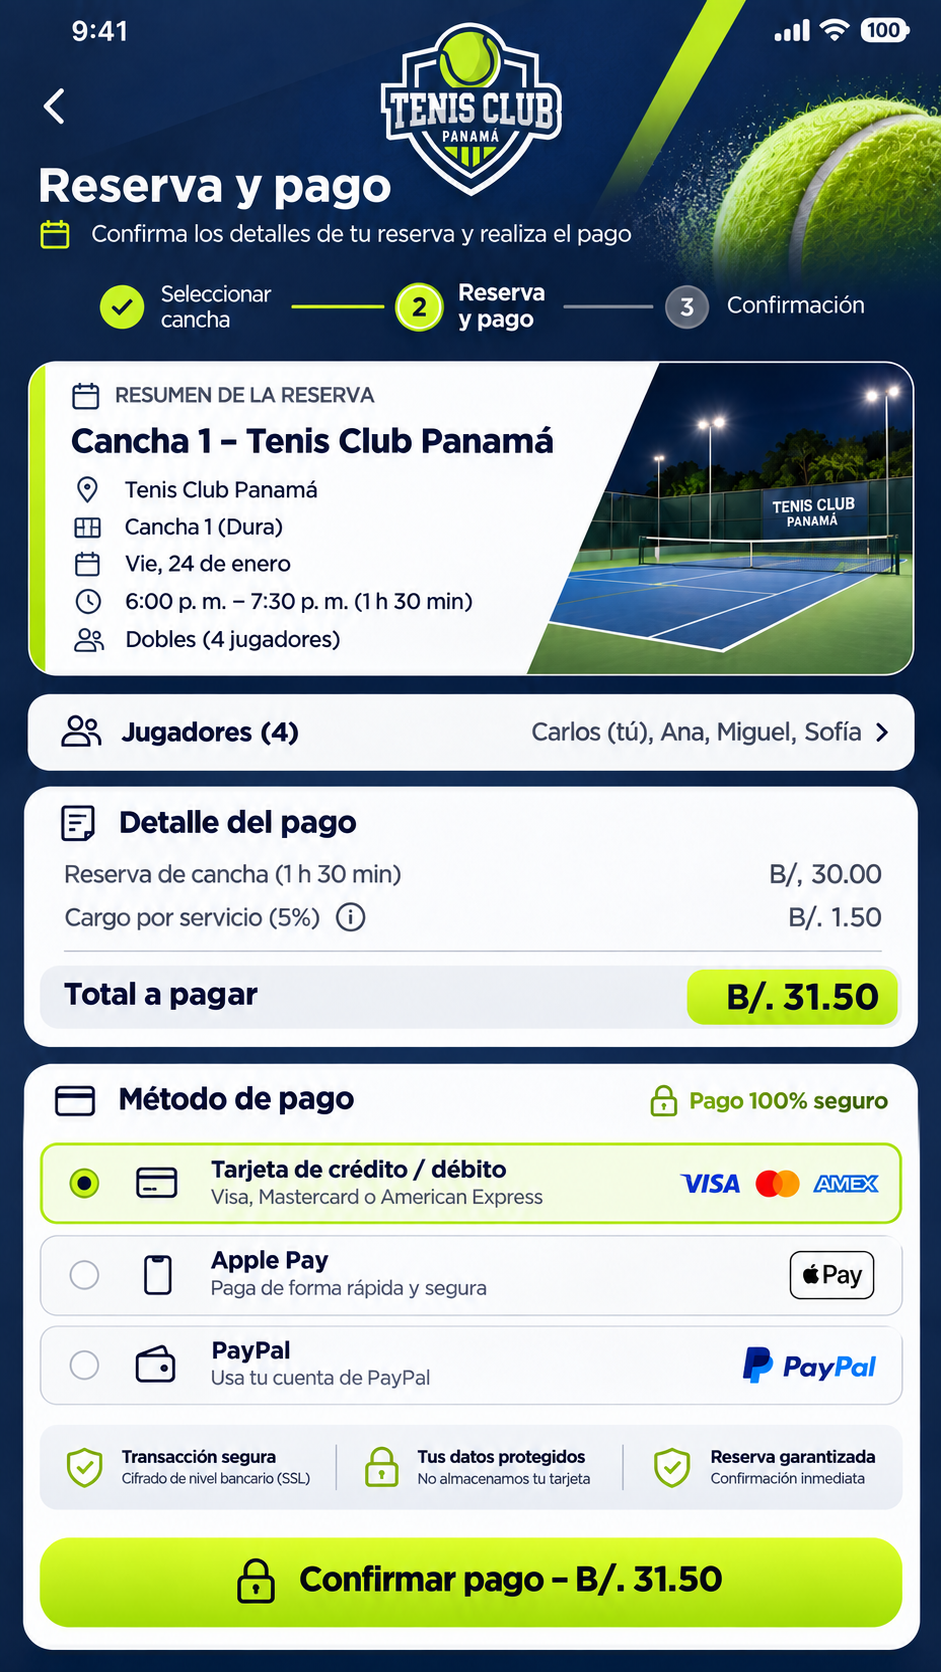 9:41
100
TENIS CLUB
PANAMÁ
Reserva y pago
Confirma los detalles de tu reserva y realiza el pago
Seleccionar
cancha
2
Reserva
y pago
3
Confirmación
RESUMEN DE LA RESERVA
Cancha 1 – Tenis Club Panamá
Tenis Club Panamá
Cancha 1 (Dura)
Vie, 24 de enero
6:00 p. m. – 7:30 p. m. (1 h 30 min)
Dobles (4 jugadores)
TENIS CLUB
PANAMÁ
Jugadores (4)
Carlos (tú), Ana, Miguel, Sofía
Detalle del pago
Reserva de cancha (1 h 30 min)
B/, 30.00
Cargo por servicio (5%)
B/. 1.50
Total a pagar
B/. 31.50
Método de pago
Pago 100% seguro
Tarjeta de crédito / débito
Visa, Mastercard o American Express
VISA
AMEX
Apple Pay
Paga de forma rápida y segura
Pay
PayPal
Usa tu cuenta de PayPal
PayPal
Transacción segura
Cifrado de nivel bancario (SSL)
Tus datos protegidos
No almacenamos tu tarjeta
Reserva garantizada
Confirmación inmediata
Confirmar pago – B/. 31.50